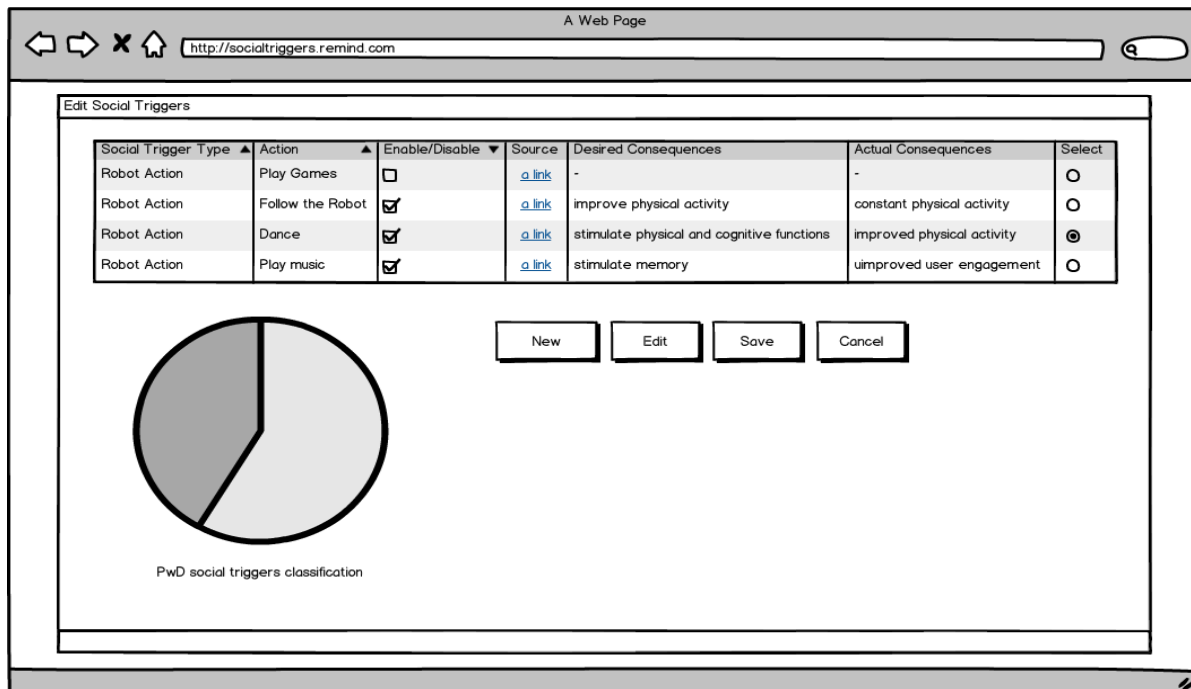 A Web Page
http://socialtriggers.remind.com
Edit Social Triggers
Social Trigger Type Action Enable/Disable Source Desired Consequences Actual Consequences Select
Robot Action Play Games a link - -
Robot Action Follow the Robot a link improve physical activity constant physical activity
Robot Action Dance a link stimulate physical and cognitive functions improved physical activity
Robot Action Play music a link stimulate memory uimproved user engagement
New Edit Save Cancel
PwD social triggers classification